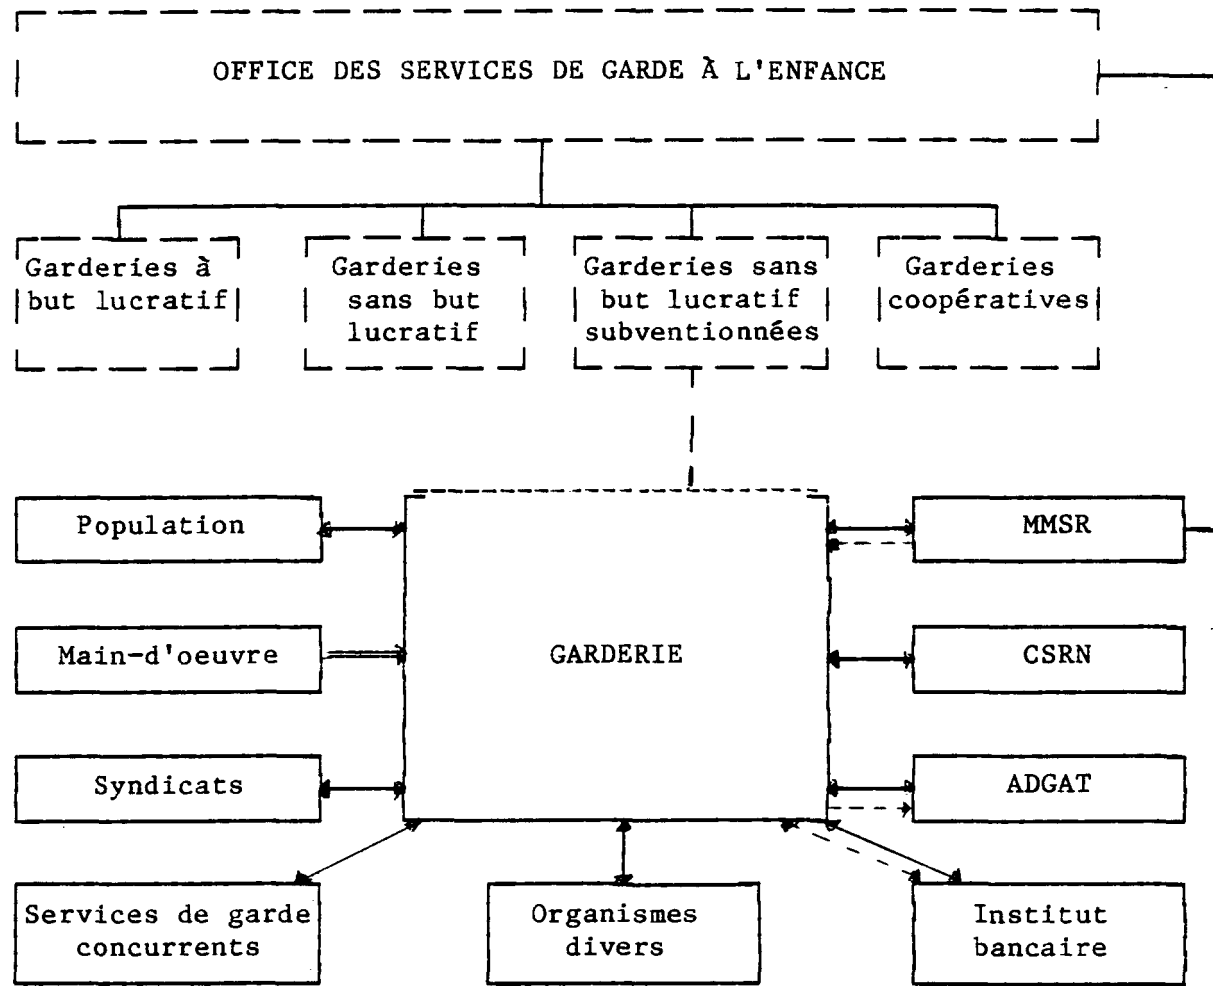 OFFICE DES SERVICES DE GARDE À L'ENFANCE
Garderies à
but lucratif
Garderies
sans but
lucratif
Garderies sans
but lucratif
subventionnées
Garderies
coopératives
Population
MMSR
Main-d'oeuvre
GARDERIE
CSRN
Syndicats
ADGAT
Services de garde
concurrents
Organismes
divers
Institut
bancaire